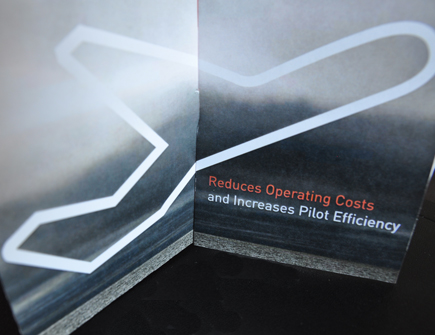 Reduces Operating Costs
and Increases Pilot Efficiency